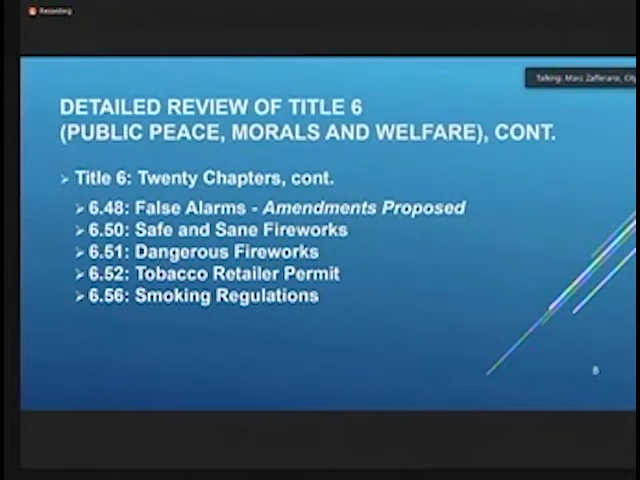 Recording
Talking: Marc Zafferano, City
DETAILED REVIEW OF TITLE 6
(PUBLIC PEACE, MORALS AND WELFARE), CONT.
➢ Title 6: Twenty Chapters, cont.
➢ 6.48: False Alarms - Amendments Proposed
➢ 6.50: Safe and Sane Fireworks
➢ 6.51: Dangerous Fireworks
➢ 6.52: Tobacco Retailer Permit
➢ 6.56: Smoking Regulations
8